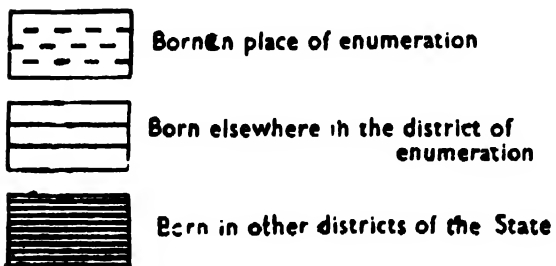 Born in place of enumeration
Born elsewhere in the district of
enumeration
Born in other districts of the State